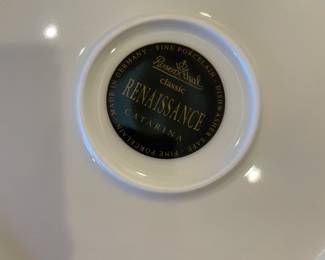 Rosenthal
classic
RENAISSANCE
CATARINA
MADE IN GERMANY · FINE PORCELAIN · DISHWASHER SAFE · FINE PORCELAIN ·